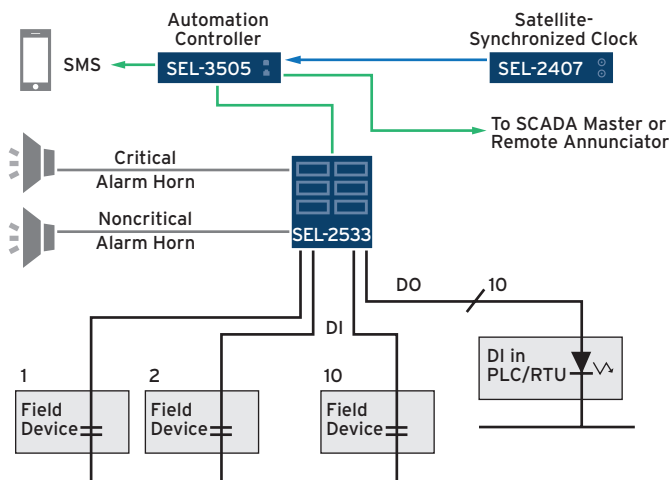 Automation
Controller
Satellite-
Synchronized Clock
SMS
SEL-3505
SEL-2407
To SCADA Master or
Remote Annunciator
Critical
Alarm Horn
Noncritical
Alarm Horn
SEL-2533
DO
10
DI
DI in
PLC/RTU
1
2
10
Field
Device
Field
Device
Field
Device